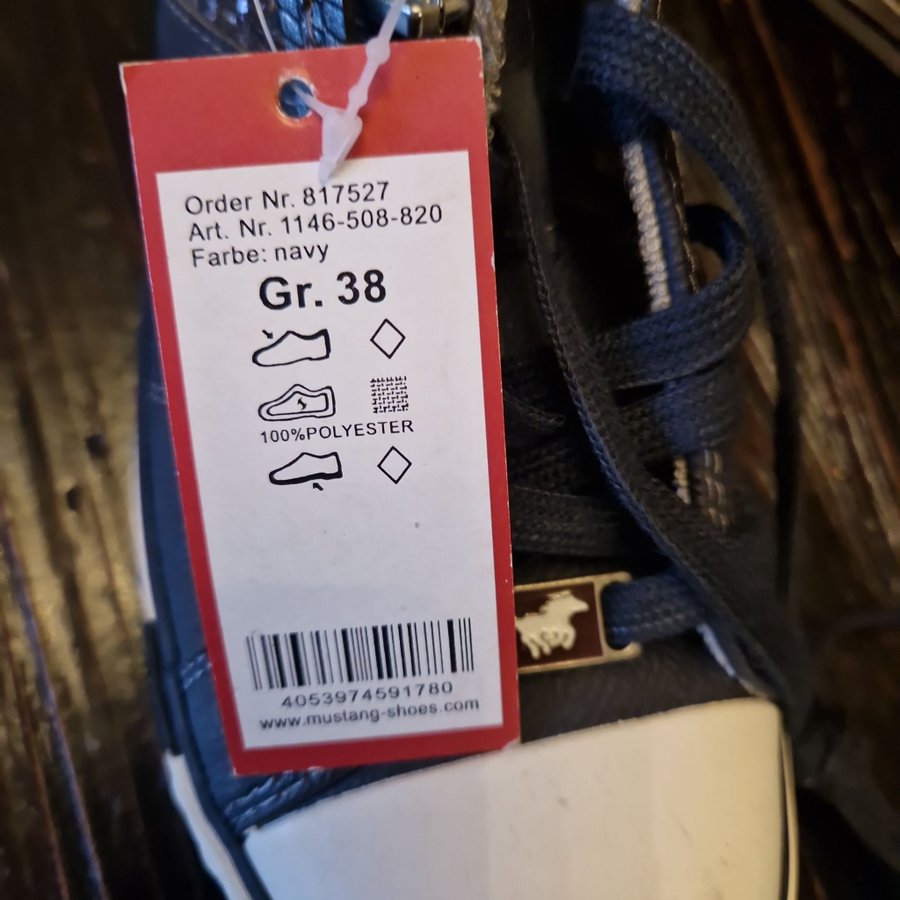 Order Nr. 817527
Art. Nr. 1146-508-820
Farbe: navy
Gr. 38
100%POLYESTER
4053974591780
www.mustang-shoes.com